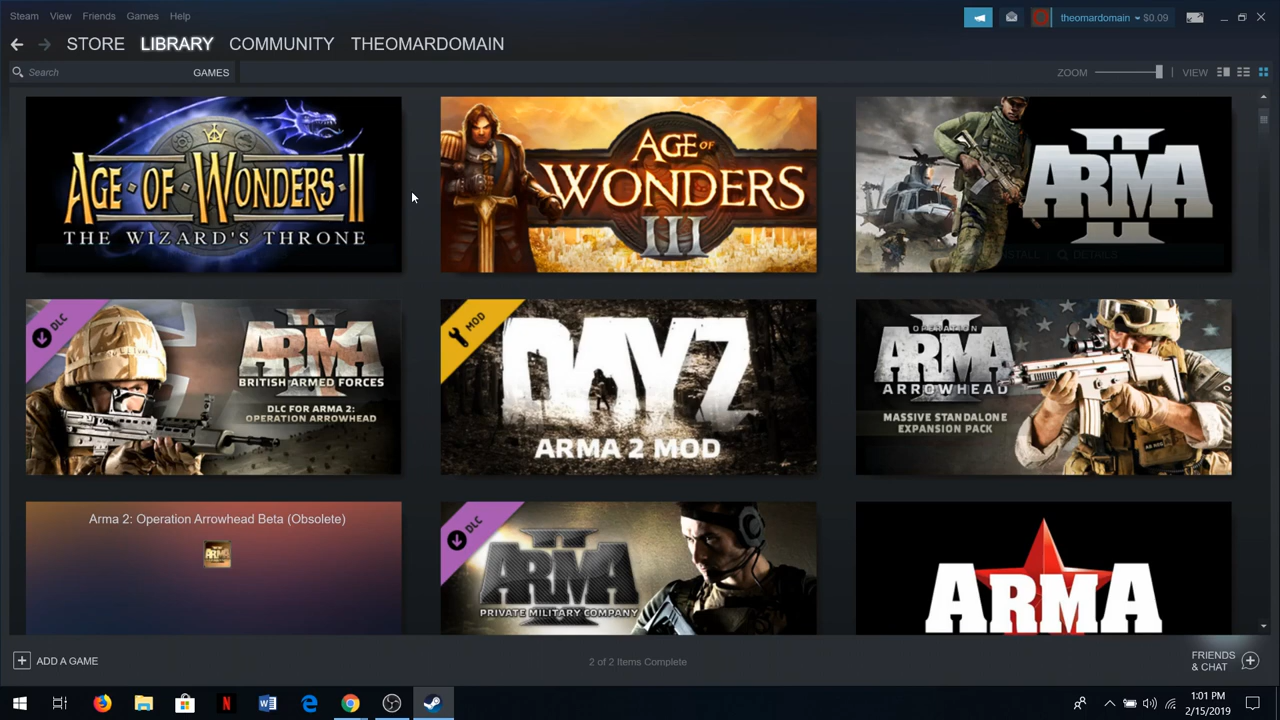 Steam View Friends Games Help
theomardomain $0.09
STORE LIBRARY COMMUNITY THEOMARDOMAIN
Search GAMES
ZOOM VIEW
AGE OF WONDERS II
THE WIZARD'S THRONE
AGE OF
WONDERS
III
II
ARMA
DETAILS
DLC
II
ARMA
BRITISH ARMED FORCES
DLC FOR ARMA 2:
OPERATION ARROWHEAD
MOD
DAYZ
ARMA 2 MOD
OPERATION
ARMA
ARROWHEAD
MASSIVE STANDALONE
EXPANSION PACK
Arma 2: Operation Arrowhead Beta (Obsolete)
ARMA
DLC
II
ARMA
PRIVATE MILITARY COMPANY
ARMA
ADD A GAME
2 of 2 Items Complete
FRIENDS
& CHAT
1:01 PM
2/15/2019